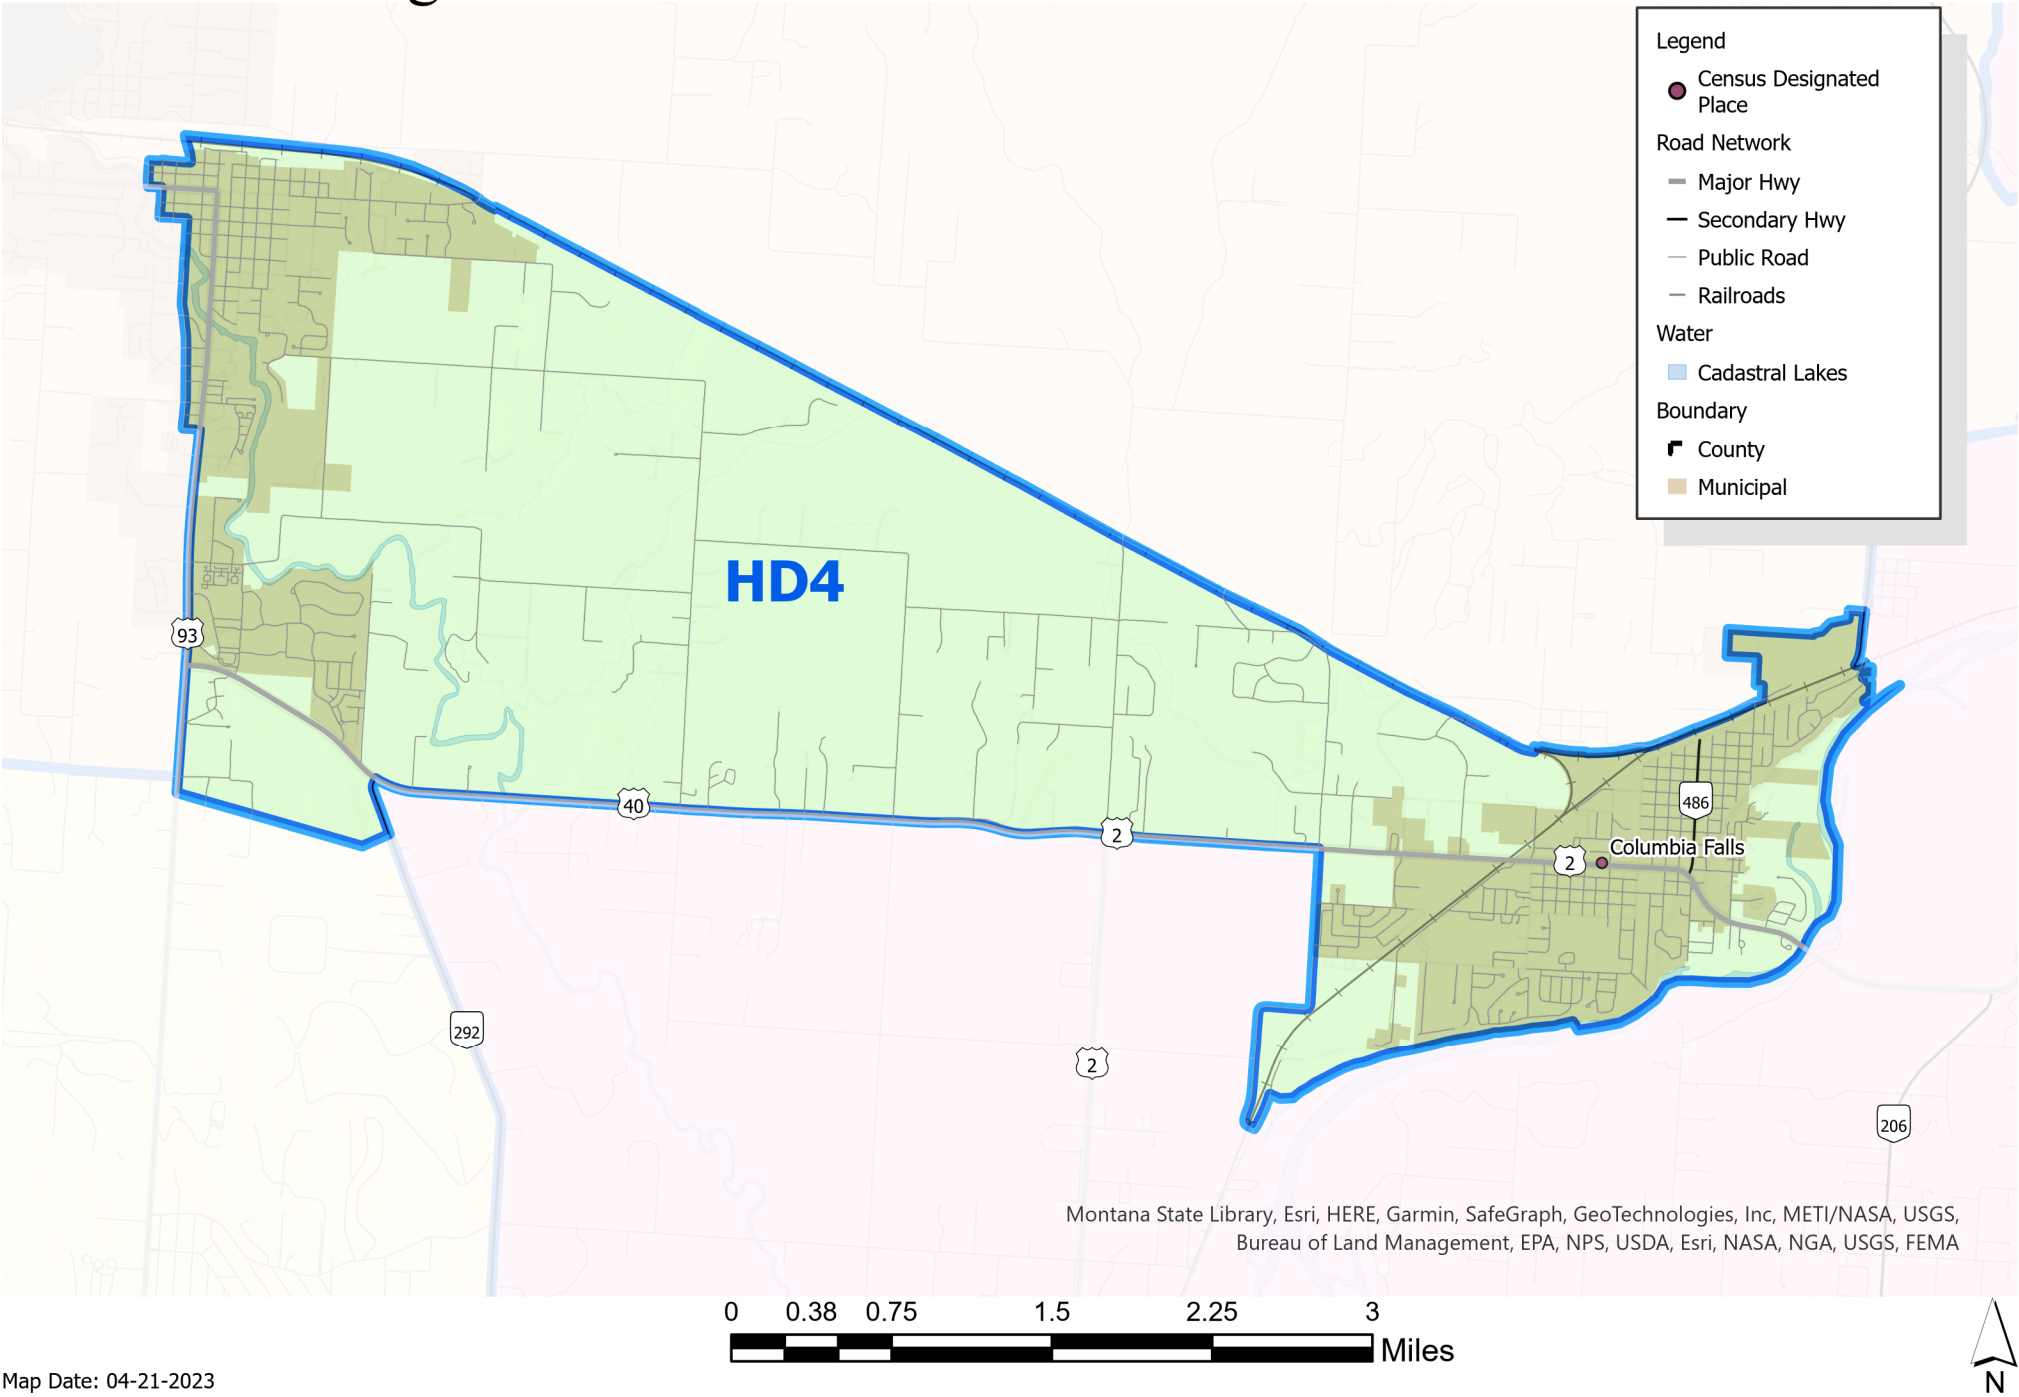 Legend
Census Designated
Place
Road Network
Major Hwy
Secondary Hwy
Public Road
Railroads
Water
Cadastral Lakes
Boundary
County
Municipal
HD4
93
40
2
486
2
Columbia Falls
292
2
206
Montana State Library, Esri, HERE, Garmin, SafeGraph, GeoTechnologies, Inc, METI/NASA, USGS,
Bureau of Land Management, EPA, NPS, USDA, Esri, NASA, NGA, USGS, FEMA
0 0.38 0.75 1.5 2.25 3
Miles
N
Map Date: 04-21-2023